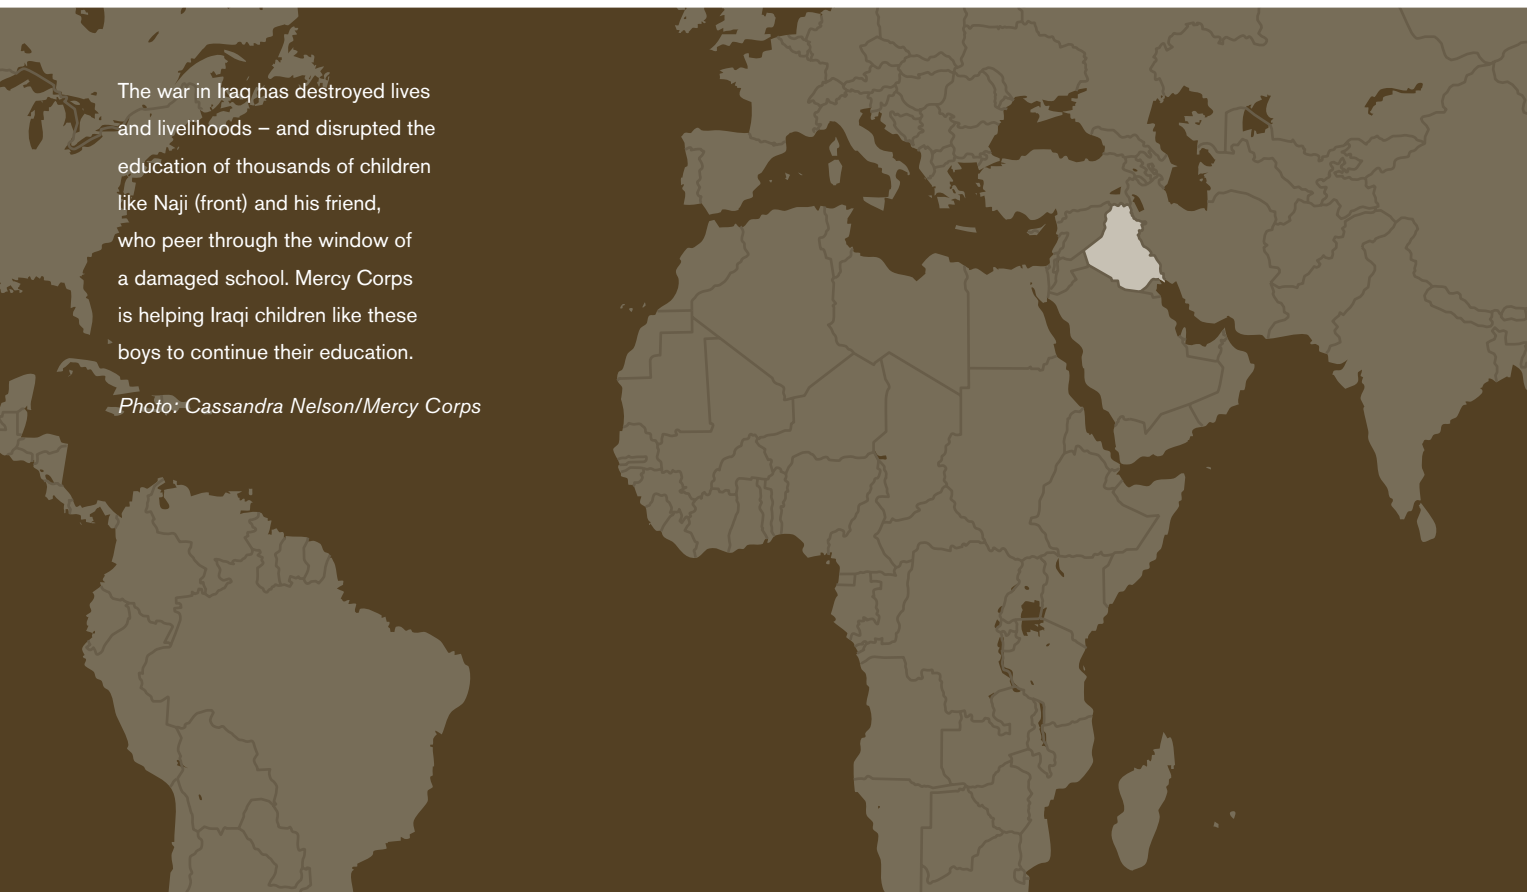 The war in Iraq has destroyed lives
and livelihoods – and disrupted the
education of thousands of children
like Naji (front) and his friend,
who peer through the window of
a damaged school. Mercy Corps
is helping Iraqi children like these
boys to continue their education.
Photo: Cassandra Nelson/Mercy Corps